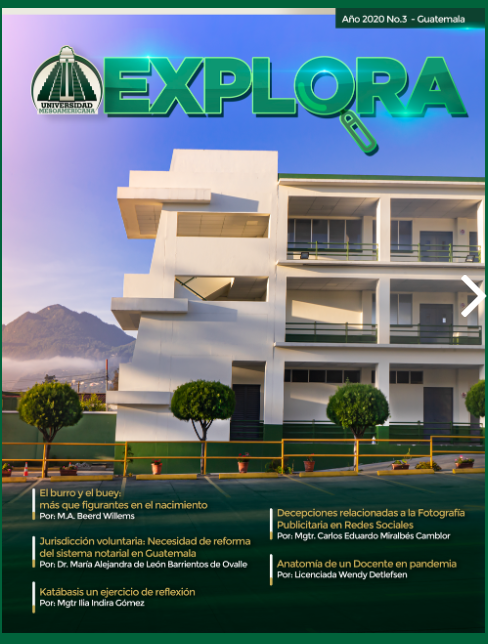 Año 2020 No.3 - Guatemala
UNIVERSIDAD
MESOAMERICANA
EXPLORA
El burro y el buey:
más que figurantes en el nacimiento
Por: M.A. Beerd Willems
Jurisdicción voluntaria: Necesidad de reforma
del sistema notarial en Guatemala
Por: Dr. María Alejandra de León Barrientos de Ovalle
Katábasis un ejercicio de reflexión
Por: Mgtr Ilia Indira Gómez
Decepciones relacionadas a la Fotografía
Publicitaria en Redes Sociales
Por: Mgtr. Carlos Eduardo Miralbés Camblor
Anatomía de un Docente en pandemia
Por: Licenciada Wendy Detlefsen